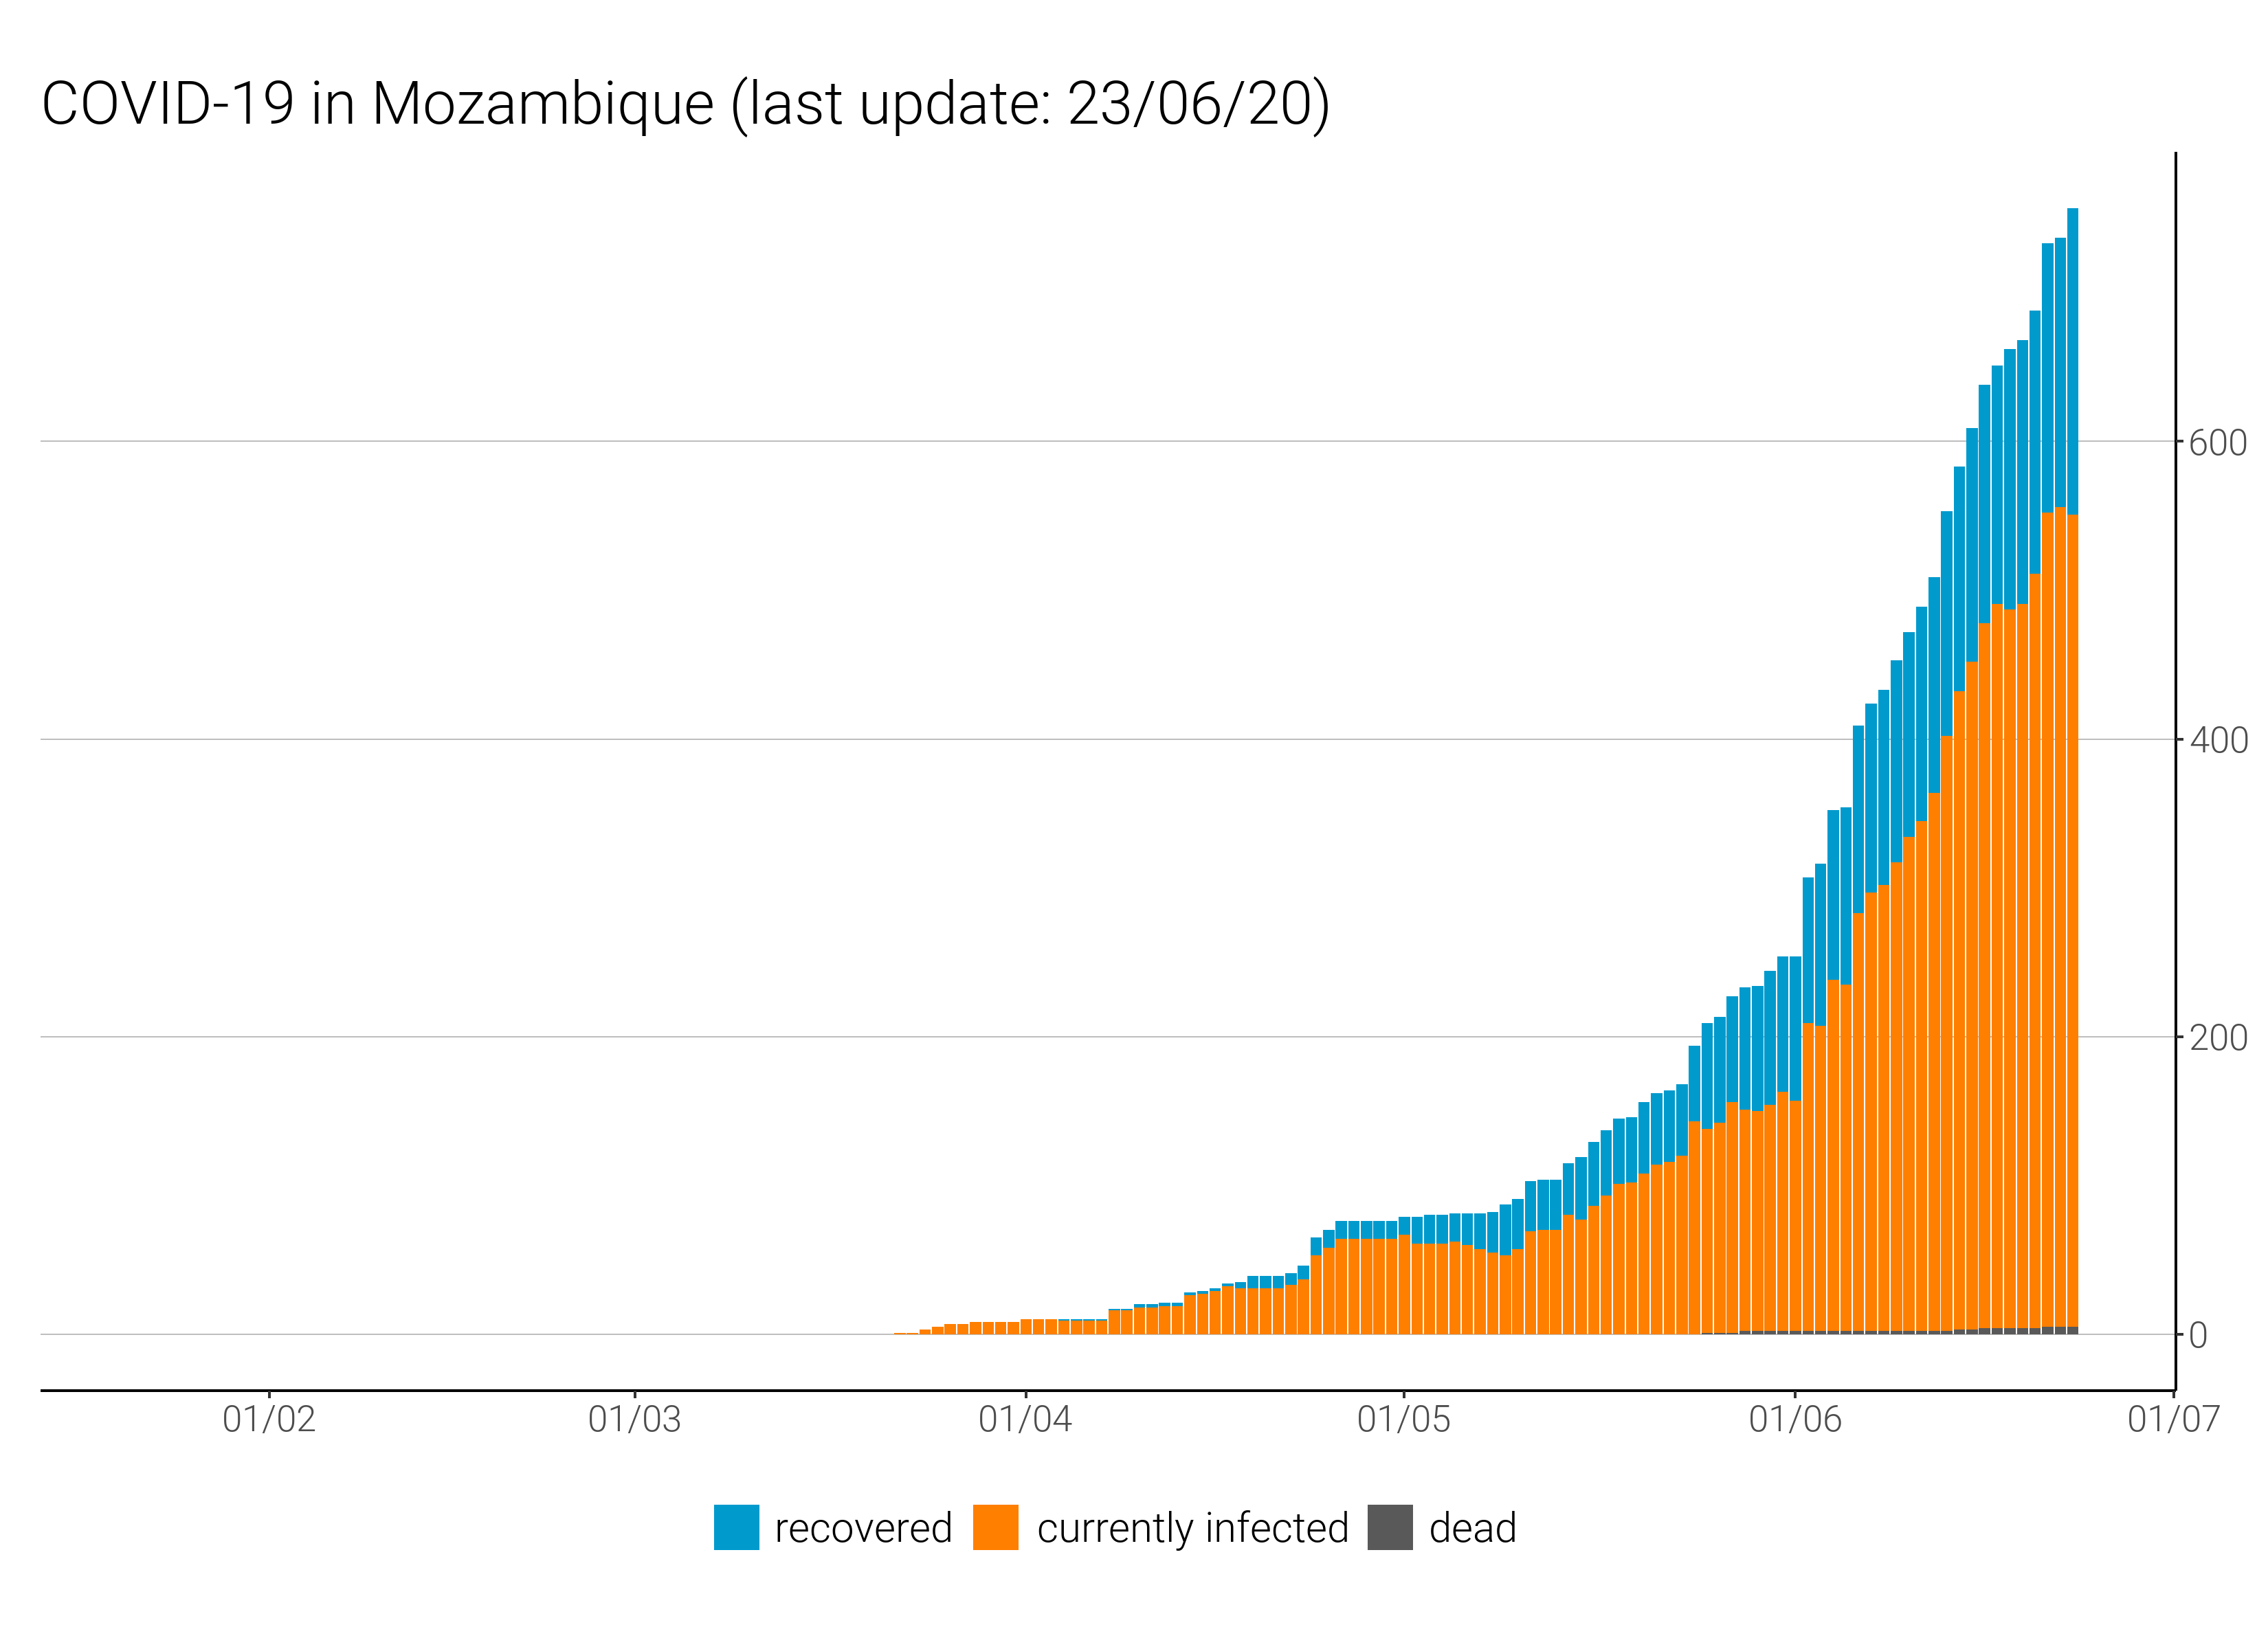 COVID-19 in Mozambique (last update: 23/06/20)
600
400
200
0
01/02 01/03 01/04 01/05 01/06 01/07
recovered currently infected dead